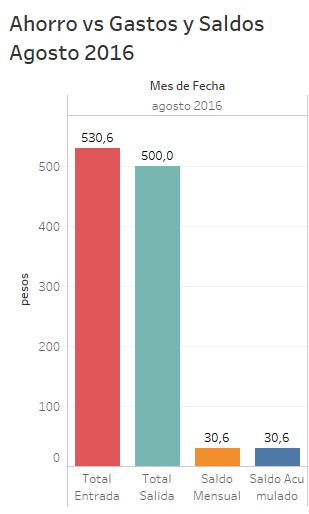 Ahorro vs Gastos y Saldos
Agosto 2016
Mes de Fecha
agosto 2016
530,6
500,0
30,6
30,6
500
400
300
200
100
0
pesos
Total
Entrada
Total
Salida
Saldo
Mensual
Saldo Acu
mulado